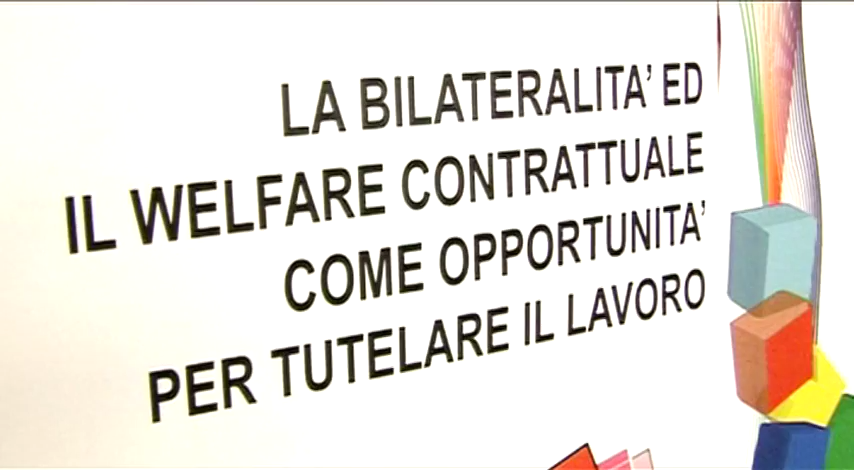 LA BILATERALITA' ED
IL WELFARE CONTRATTUALE
COME OPPORTUNITA'
PER TUTELARE IL LAVORO